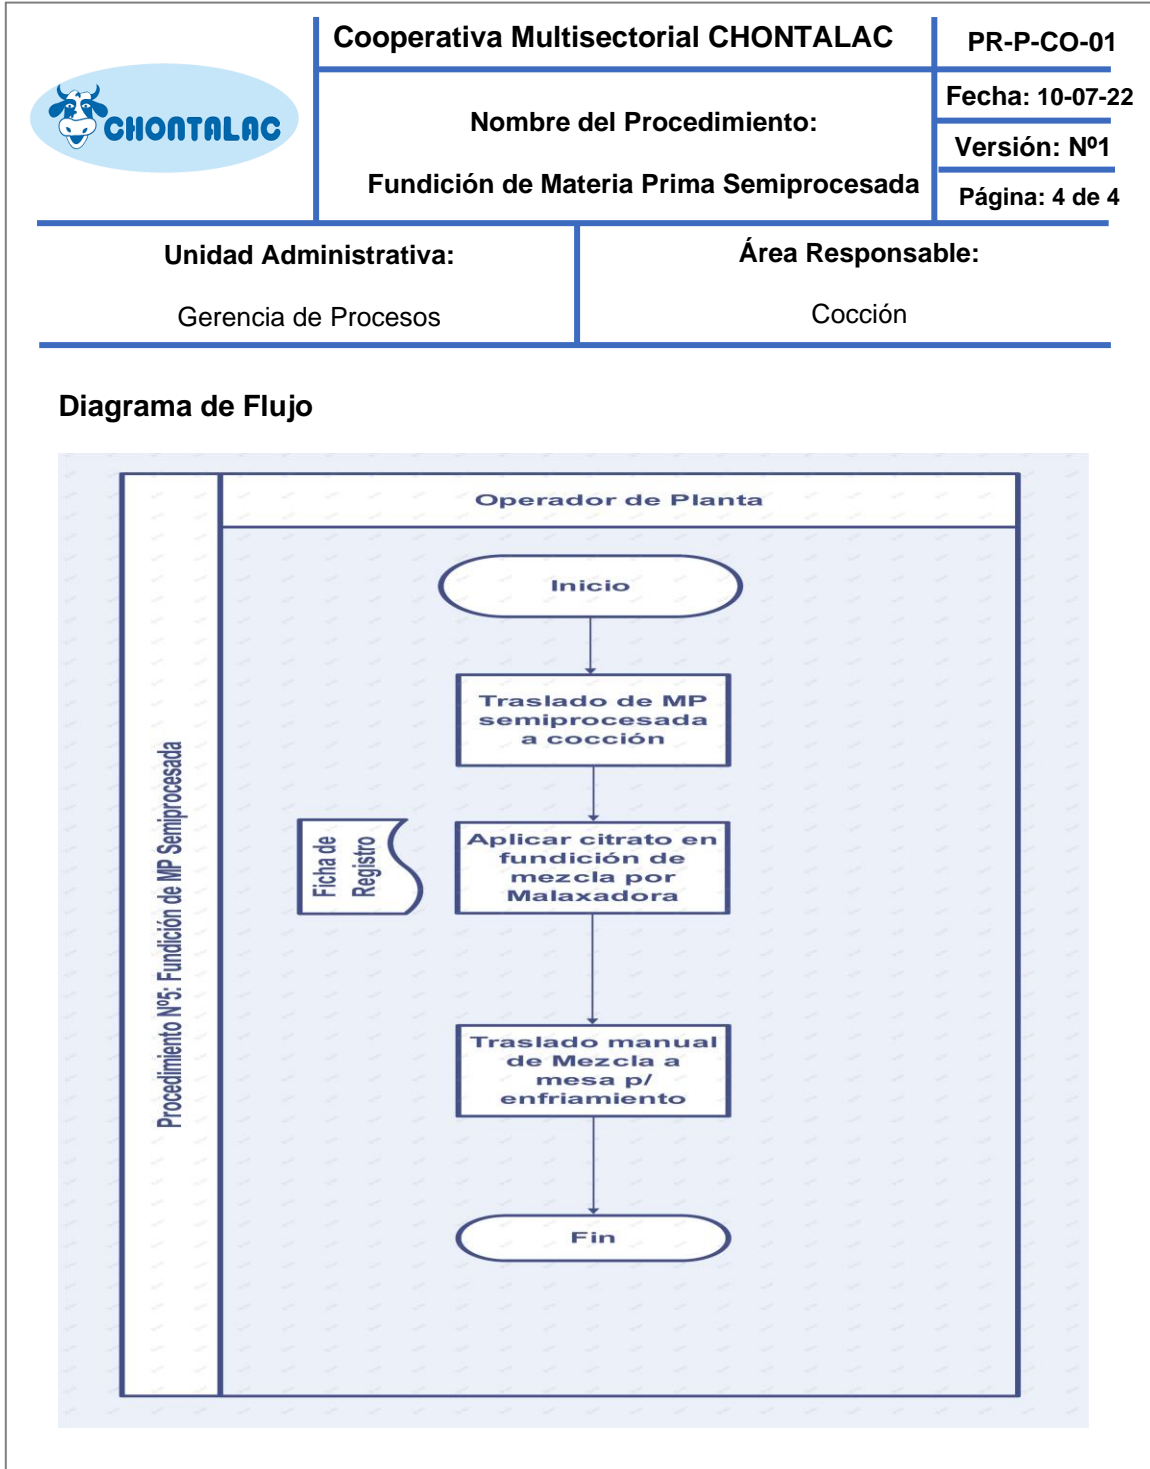 CHONTALAC
Cooperativa Multisectorial CHONTALAC
PR-P-CO-01
Nombre del Procedimiento:
Fundición de Materia Prima Semiprocesada
Fecha: 10-07-22
Versión: Nº1
Página: 4 de 4
Unidad Administrativa:
Gerencia de Procesos
Área Responsable:
Cocción
Diagrama de Flujo
Procedimiento Nº5: Fundición de MP Semiprocesada
Operador de Planta
Inicio
Traslado de MP
semiprocesada
a cocción
Ficha de
Registro
Aplicar citrato en
fundición de
mezcla por
Malaxadora
Traslado manual
de Mezcla a
mesa p/
enfriamiento
Fin